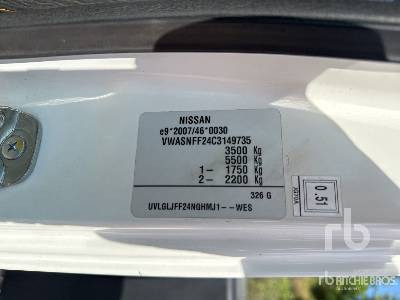 NISSAN
e9*2007/46*0030
VWASNFF24C3149735
3500 Kg
5500 Kg
1- 1750 Kg
2- 2200 Kg
326 G
UVLGLJFF24NGHMJ1--WES
0.51
rb RITCHIE BROS